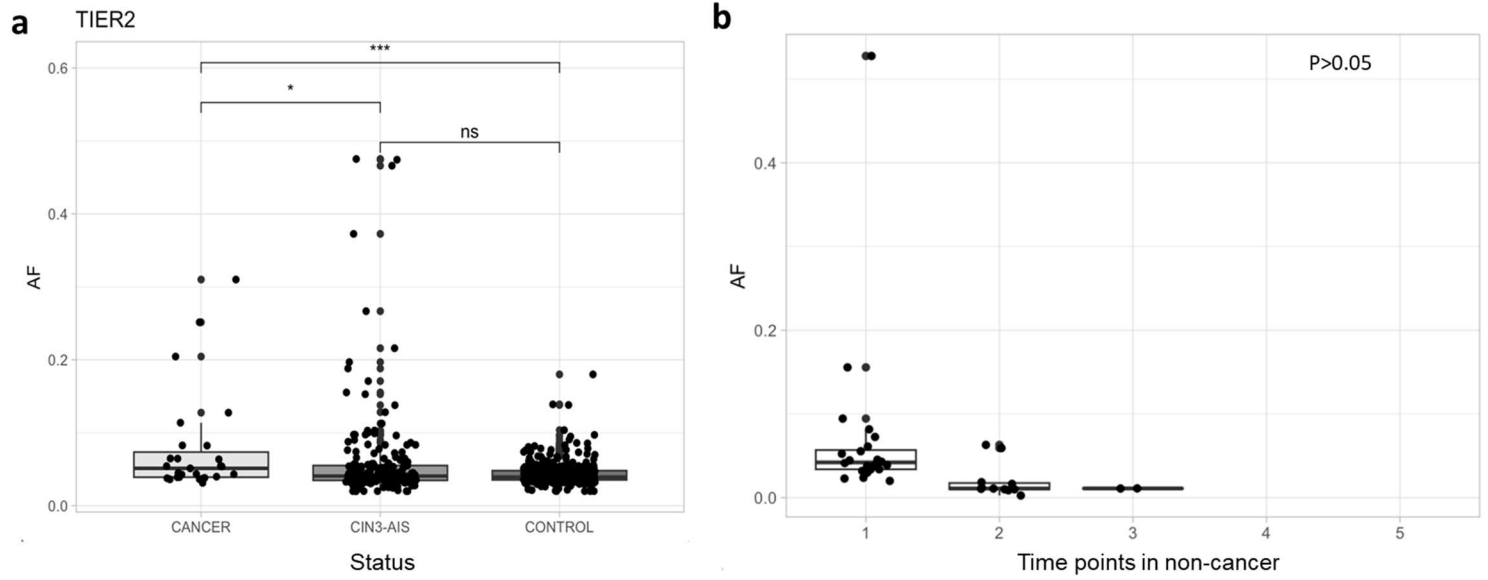 a
TIER2
***
*
ns
0.6
0.4
0.2
0.0
AF
CANCER CIN3-AIS CONTROL
Status
b
P>0.05
0.4
0.2
0.0
AF
1 2 3 4 5
Time points in non-cancer